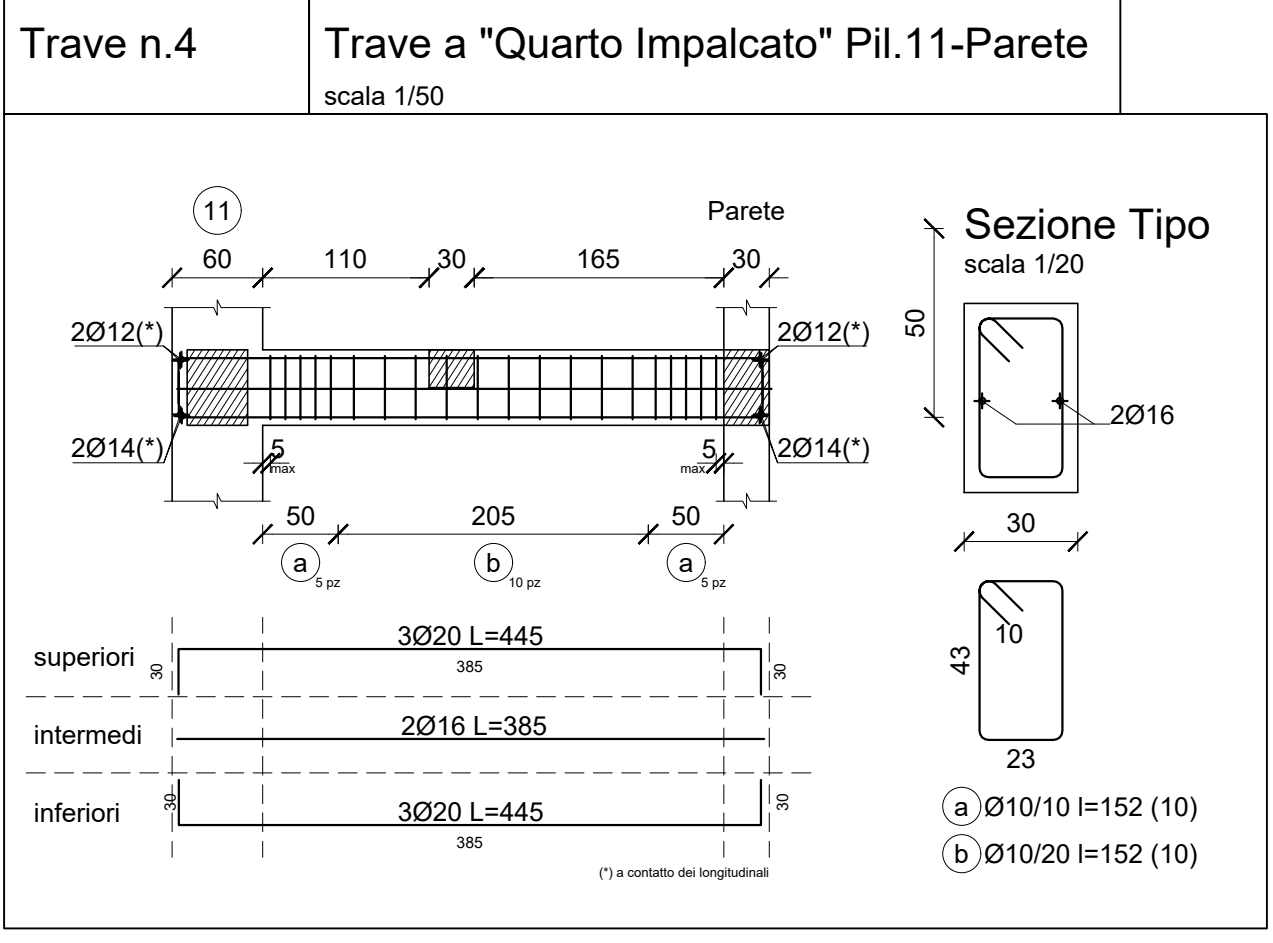 Trave n.4
Trave a "Quarto Impalcato" Pil.11-Parete
scala 1/50
11
Parete
60
110
30
165
30
2Ø12(*)
2Ø12(*)
2Ø14(*)
2Ø14(*)
5
max
5
max
50
205
50
a
5 pz
b
10 pz
a
5 pz
superiori
30
3Ø20 L=445
385
30
intermedi
2Ø16 L=385
inferiori
30
3Ø20 L=445
385
30
(*) a contatto dei longitudinali
Sezione Tipo
scala 1/20
50
2Ø16
30
10
43
23
a Ø10/10 l=152 (10)
b Ø10/20 l=152 (10)